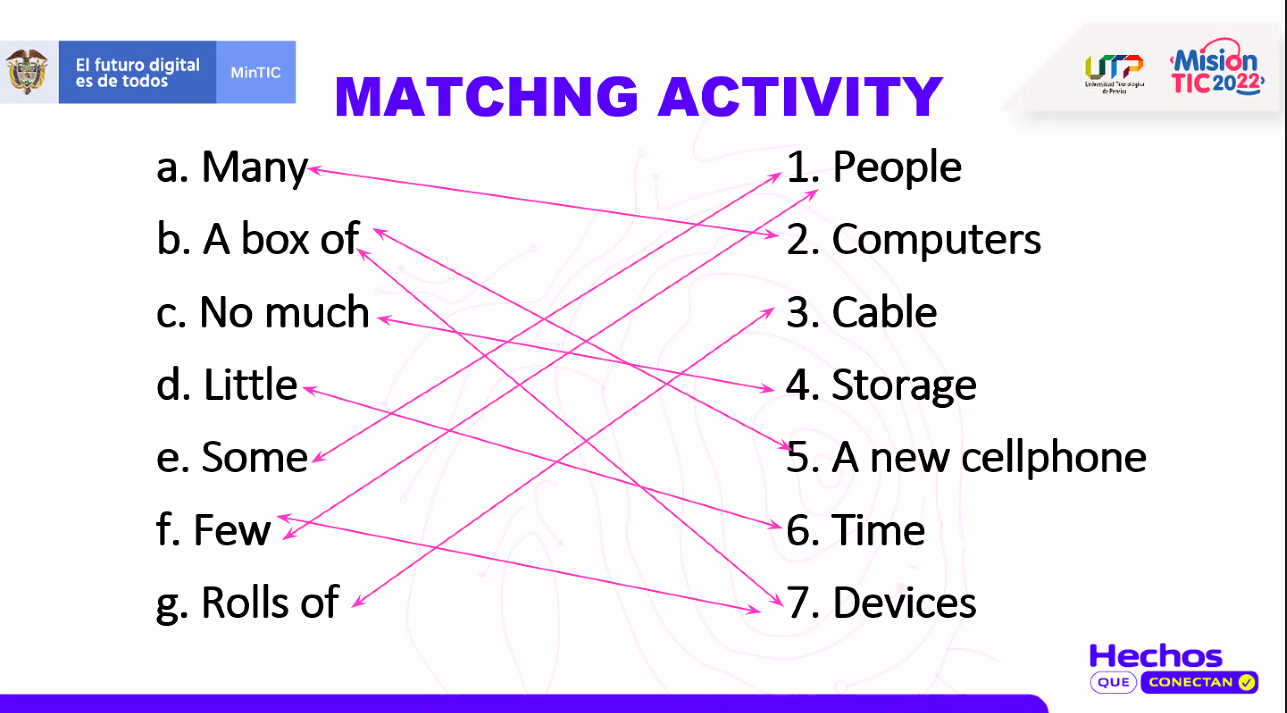 El futuro digital
es de todos
MinTIC
UTP
Universidad Tecnológica
de Pereira
Misión
TIC 2022
MATCHNG ACTIVITY
a. Many
1. People
b. A box of
2. Computers
c. No much
3. Cable
d. Little
4. Storage
e. Some
5. A new cellphone
f. Few
6. Time
g. Rolls of
7. Devices
Hechos
QUE CONECTAN